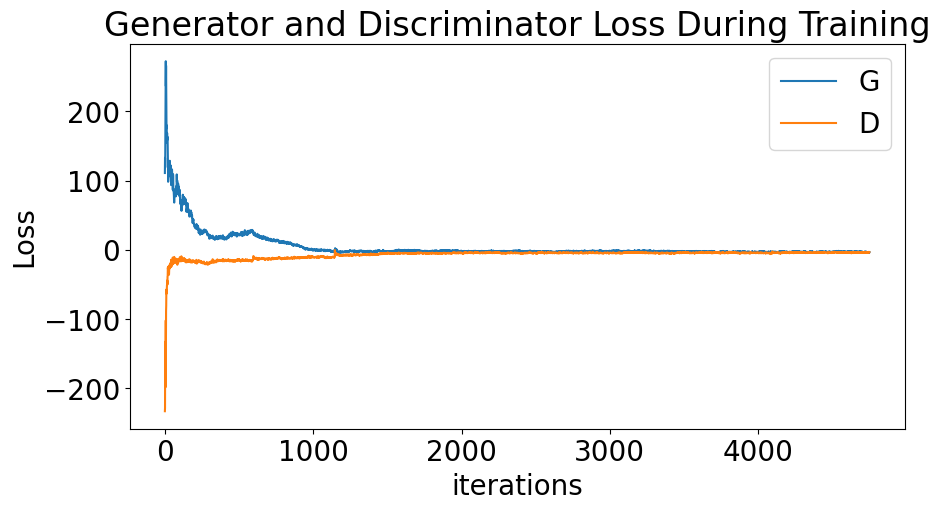 Generator and Discriminator Loss During Training
G
D
Loss
200
100
0
−100
−200
0 1000 2000 3000 4000
iterations